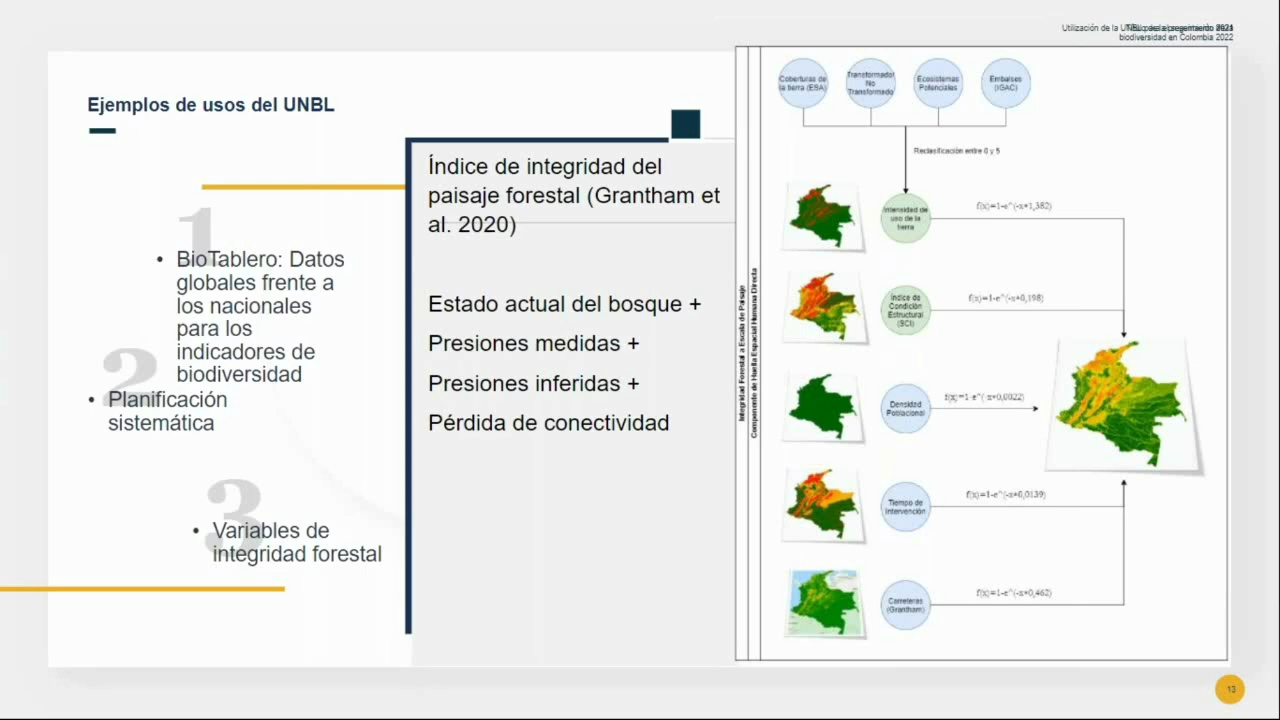 Utilización de la UNBL para el seguimiento de la
biodiversidad en Colombia 2022
Ejemplos de usos del UNBL
1
• BioTablero: Datos
globales frente a
los nacionales
para los
indicadores de
biodiversidad
2
• Planificación
sistemática
3
• Variables de
integridad forestal
Índice de integridad del
paisaje forestal (Grantham et
al. 2020)
Estado actual del bosque +
Presiones medidas +
Presiones inferidas +
Pérdida de conectividad
Integridad Forestal a Escala de Paisaje
Componente de Huella Espacial Humana Directa
Coberturas de
la tierra (ESA)
Transformado/
No
Transformado
Ecosistemas
Potenciales
Embalses
(IGAC)
Reclasificación entre 0 y 5
Intensidad de
uso de la
tierra
f(x)=1-e^(-x*1,382)
Índice de
Condición
Estructural
(SCI)
f(x)=1-e^(-x*0,198)
Densidad
Poblacional
f(x)=1-e^(-x*0,0022)
Tiempo de
Intervención
f(x)=1-e^(-x*0,0139)
Carreteras
(Grantham)
f(x)=1-e^(-x*0,462)
13